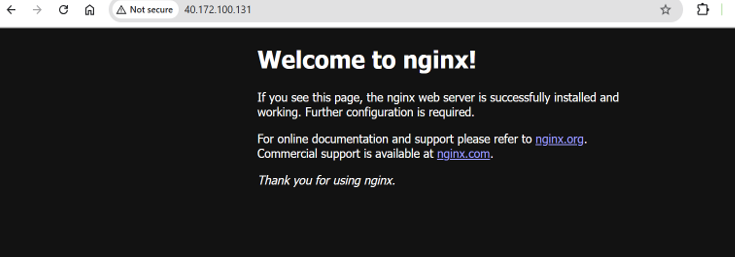 Not secure 40.172.100.131
Welcome to nginx!
If you see this page, the nginx web server is successfully installed and
working. Further configuration is required.
For online documentation and support please refer to nginx.org.
Commercial support is available at nginx.com.
Thank you for using nginx.